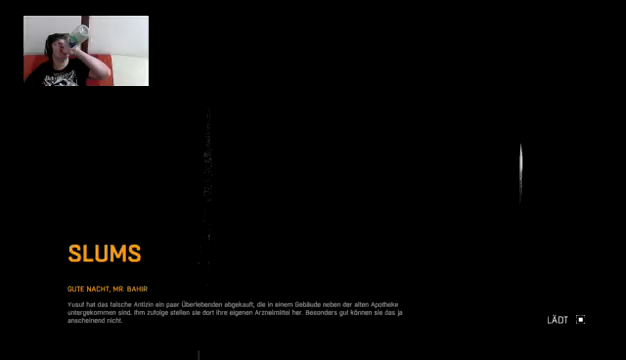 SLUMS
GUTE NACHT, MR. BAHIR
Yusuf hat das falsche Antizin ein paar Überlebenden abgekauft, die in einem Gebäude neben der alten Apotheke
untergekommen sind. Ihm zufolge stellen sie dort ihre eigenen Arzneimittel her. Besonders gut können sie das ja
anscheinend nicht.
LÄDT